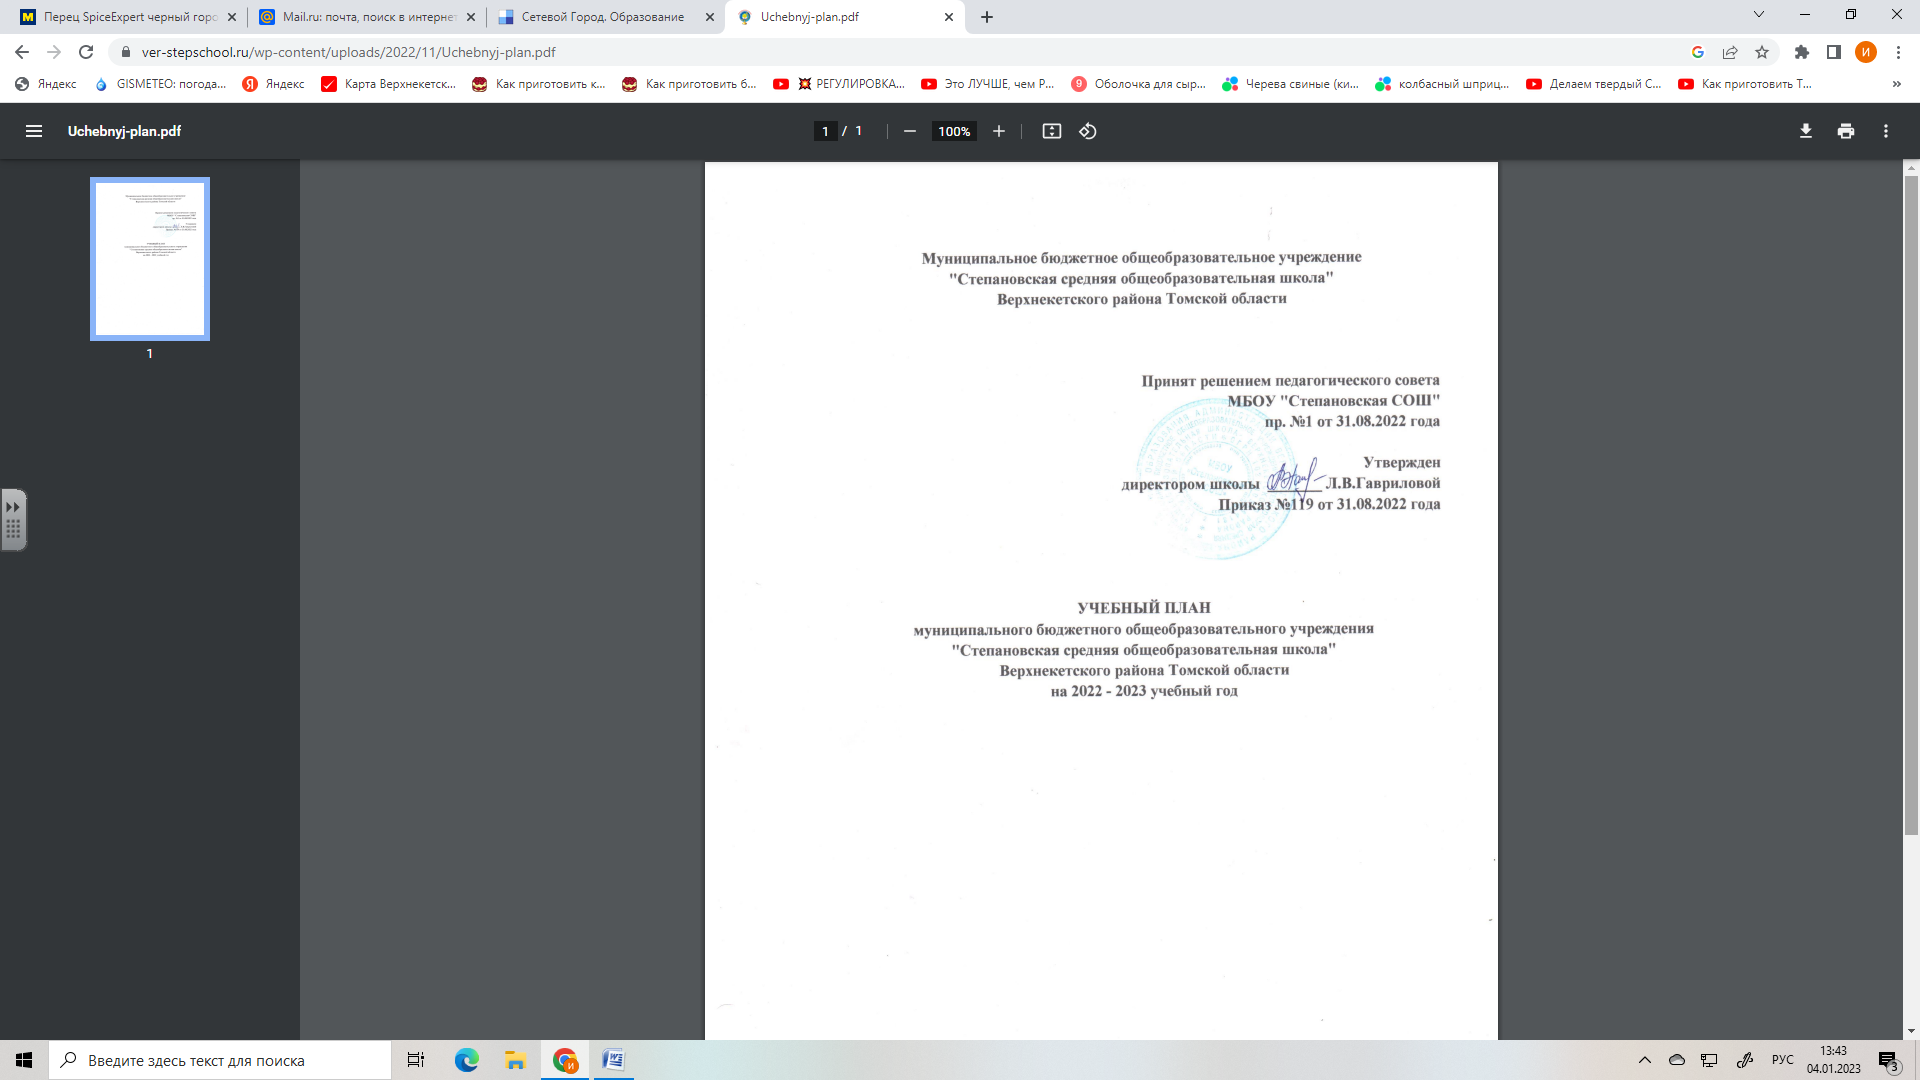 Перец SpiceExpert черный горо
Mail.ru: почта, поиск в интернет
Сетевой Город. Образование
Uchebnyj-plan.pdf
ver-stepschool.ru/wp-content/uploads/2022/11/Uchebnyj-plan.pdf
И
Яндекс
GISMETEO: погода...
Яндекс
Карта Верхнекетск...
Как приготовить к...
Как приготовить б...
РЕГУЛИРОВКА...
Это ЛУЧШЕ, чем Р...
Оболочка для сыр...
Черева свиные (ки...
колбасный шприц...
Делаем твердый С...
Как приготовить Т...
»
Uchebnyj-plan.pdf
1 / 1
100%
1
Муниципальное бюджетное общеобразовательное учреждение
"Степановская средняя общеобразовательная школа"
Верхнекетского района Томской области
Принят решением педагогического совета
МБОУ "Степановская СОШ"
пр. №1 от 31.08.2022 года
Утвержден
директором школы ________ Л.В.Гавриловой
Приказ №119 от 31.08.2022 года
УЧЕБНЫЙ ПЛАН
муниципального бюджетного общеобразовательного учреждения
"Степановская средняя общеобразовательная школа"
Верхнекетского района Томской области
на 2022 - 2023 учебный год
Введите здесь текст для поиска
РУС
13:43
04.01.2023
3